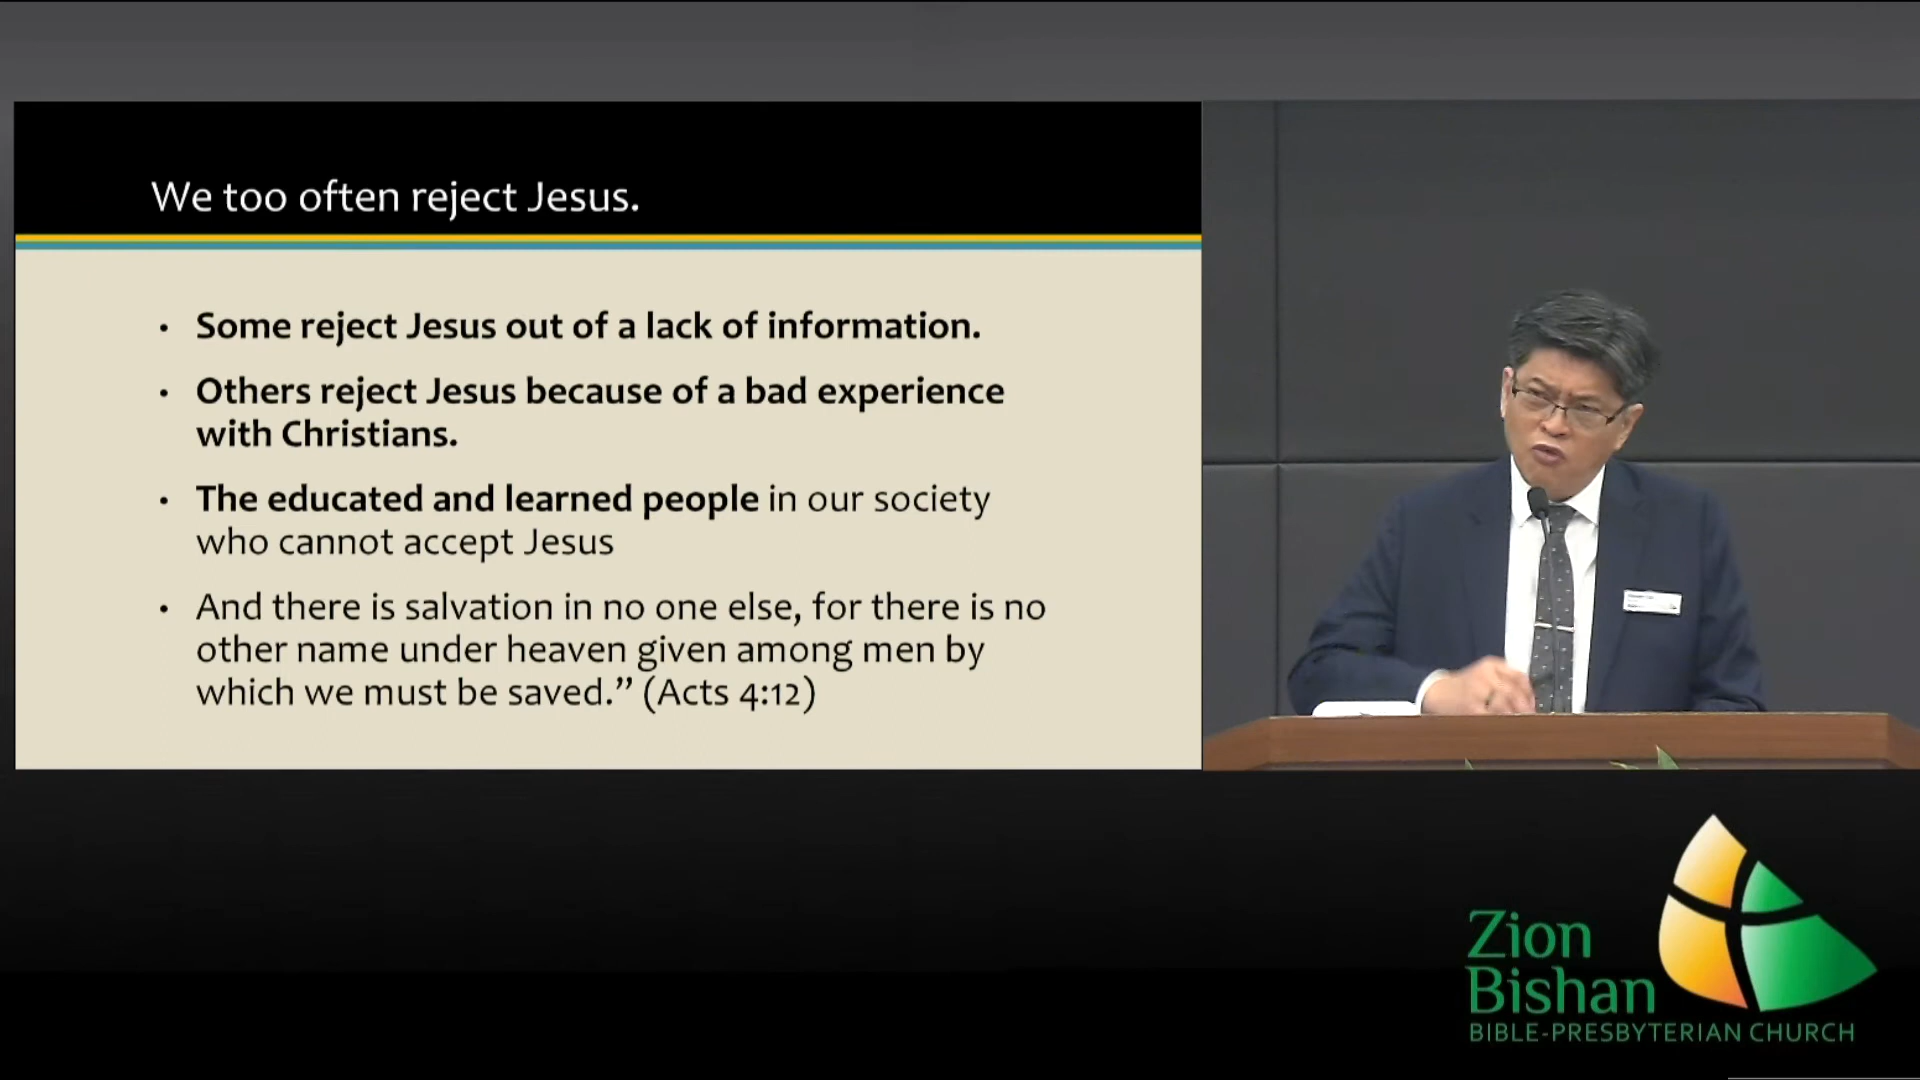 We too often reject Jesus.
• Some reject Jesus out of a lack of information.
• Others reject Jesus because of a bad experience
with Christians.
• The educated and learned people in our society
who cannot accept Jesus
• And there is salvation in no one else, for there is no
other name under heaven given among men by
which we must be saved.” (Acts 4:12)
Zion
Bishan
BIBLE-PRESBYTERIAN CHURCH